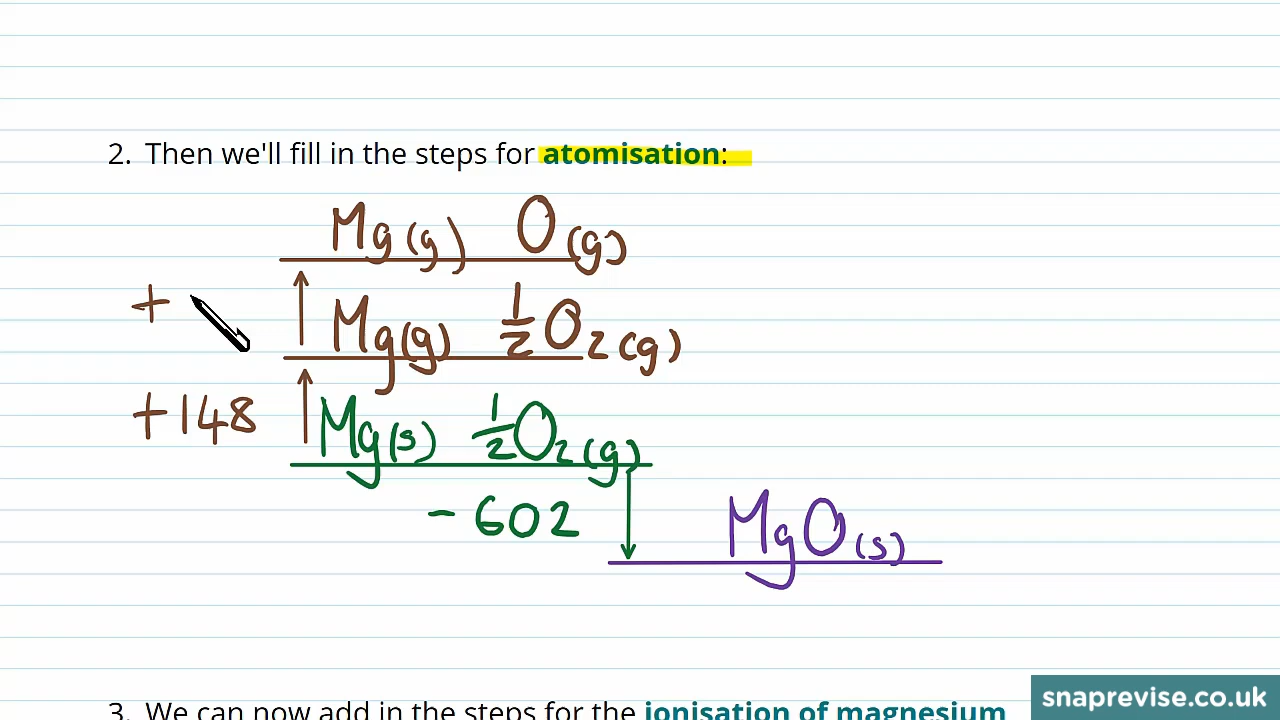 2. Then we'll fill in the steps for atomisation:
Mg(g) O(g)
+
Mg(g) ½O₂(g)
+148
Mg(s) ½O₂(g)
- 602
MgO(s)
3. We can now add in the steps for the ionisation of magnesium
snaprevise.co.uk